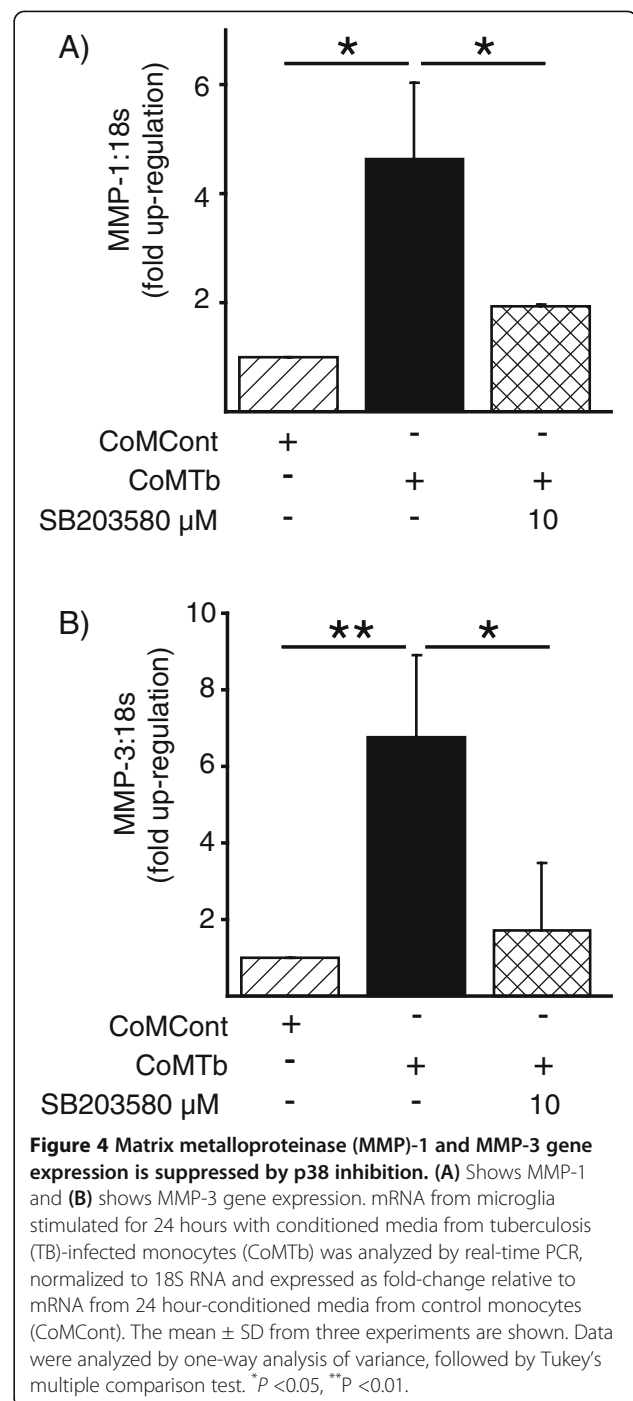 A)
* *
MMP-1:18s
(fold up-regulation)
6
4
2
CoMCont + - -
CoMTb - + +
SB203580 µM - - 10
B)
** *
MMP-3:18s
(fold up-regulation)
10
8
6
4
2
CoMCont + - -
CoMTb - + +
SB203580 µM - - 10
Figure 4 Matrix metalloproteinase (MMP)-1 and MMP-3 gene
expression is suppressed by p38 inhibition. (A) Shows MMP-1
and (B) shows MMP-3 gene expression. mRNA from microglia
stimulated for 24 hours with conditioned media from tuberculosis
(TB)-infected monocytes (CoMTb) was analyzed by real-time PCR,
normalized to 18S RNA and expressed as fold-change relative to
mRNA from 24 hour-conditioned media from control monocytes
(CoMCont). The mean ± SD from three experiments are shown. Data
were analyzed by one-way analysis of variance, followed by Tukey's
multiple comparison test. *P <0.05, **P <0.01.